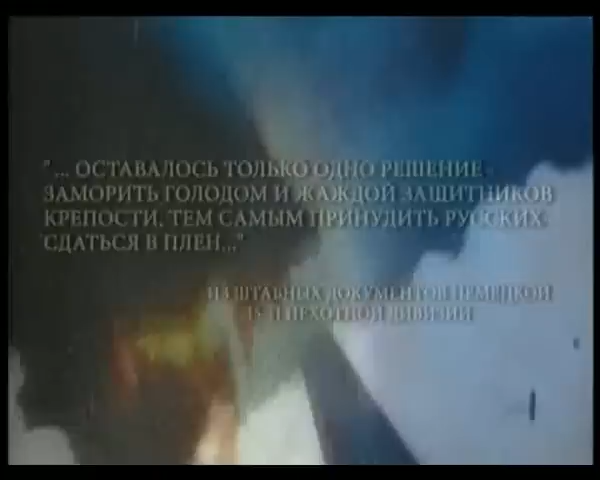 "... ОСТАВАЛОСЬ ТОЛЬКО ОДНО РЕШЕНИЕ -
ЗАМОРИТЬ ГОЛОДОМ И ЖАЖДОЙ ЗАЩИТНИКОВ
КРЕПОСТИ, ТЕМ САМЫМ ПРИНУДИТЬ РУССКИХ
СДАТЬСЯ В ПЛЕН..."
ИЗ ШТАБНЫХ ДОКУМЕНТОВ НЕМЕЦКОЙ
ПЕХОТНОЙ ДИВИЗИИ